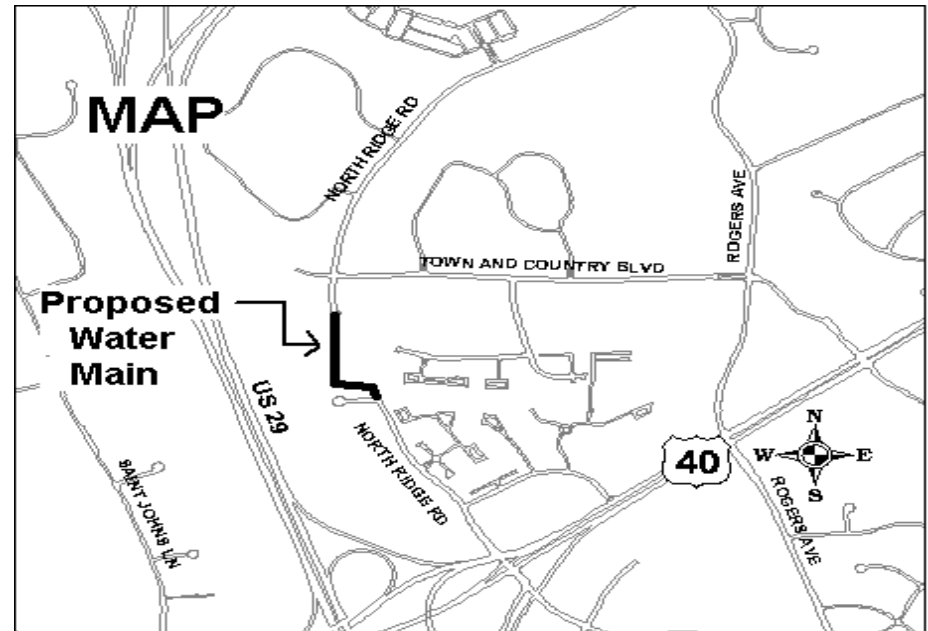 MAP
NORTH RIDGE RD
ROGERS AVE
TOWN AND COUNTRY BLVD
Proposed
Water
Main
US 29
NORTH RIDGE RD
40
N
W
E
S
ROGERS AVE
SAINT JOHNS LN